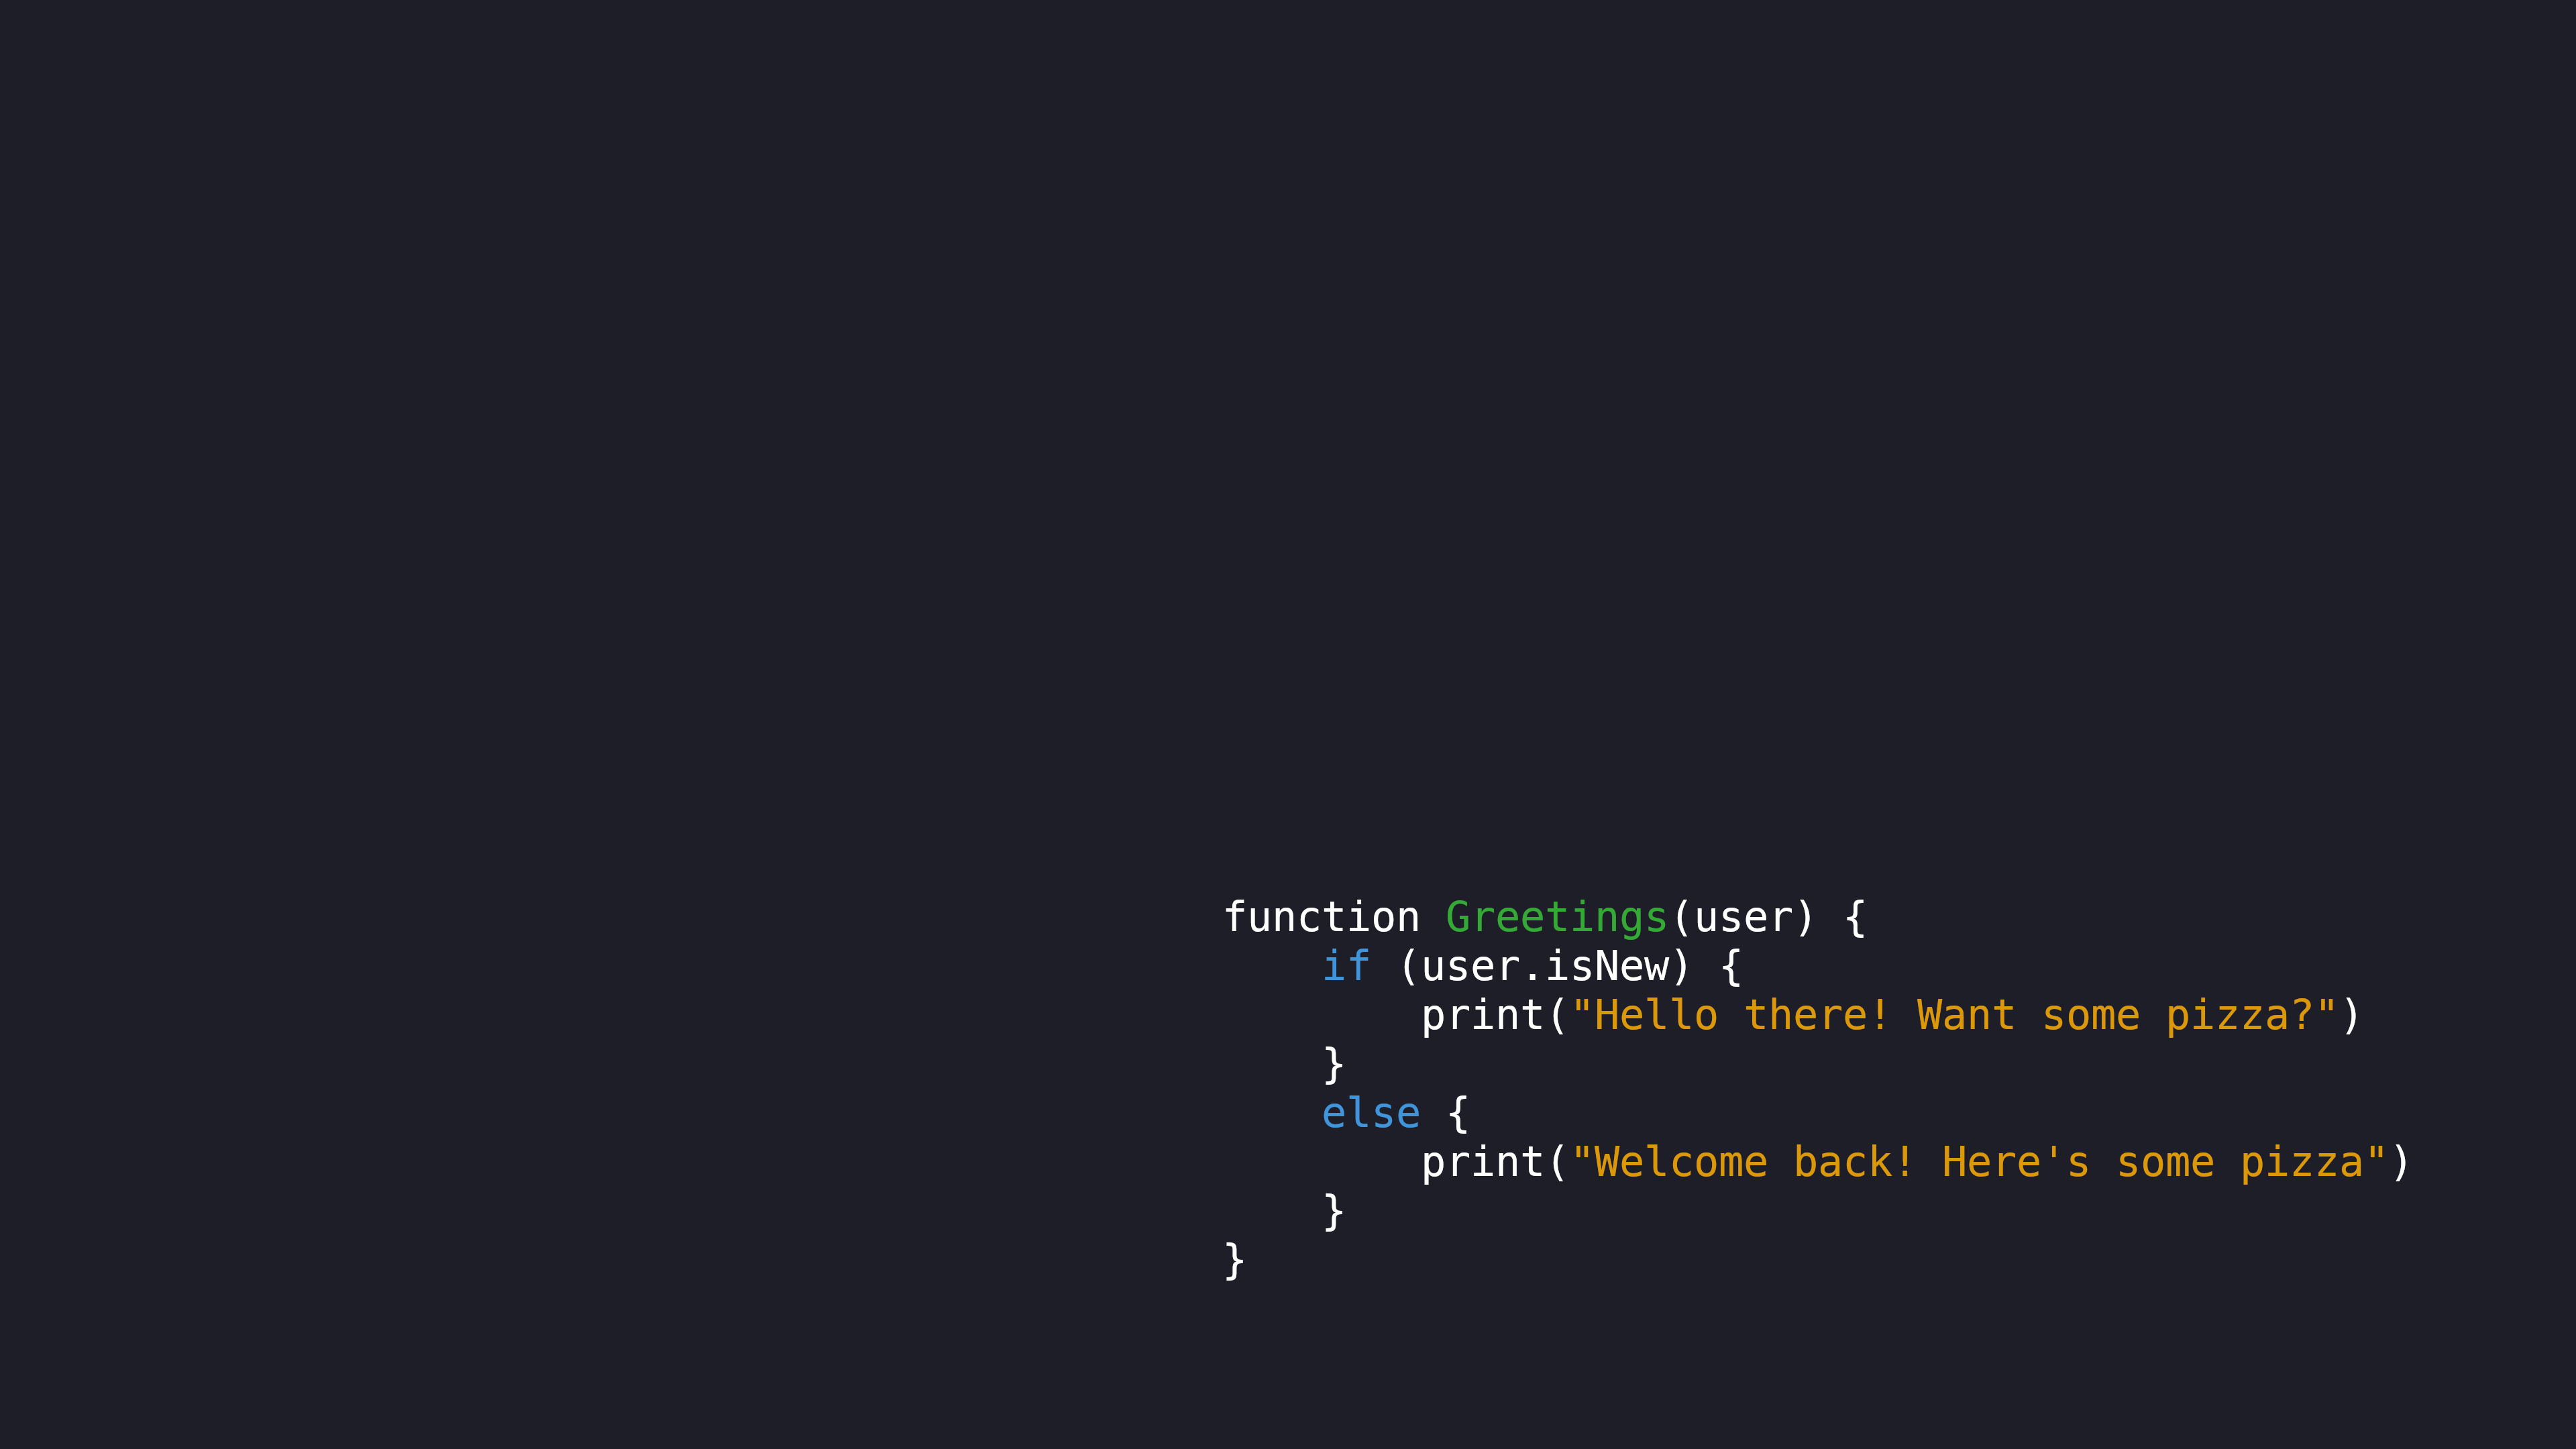 function Greetings(user) {
    if (user.isNew) {
        print("Hello there! Want some pizza?")
    }
    else {
        print("Welcome back! Here's some pizza")
    }
}